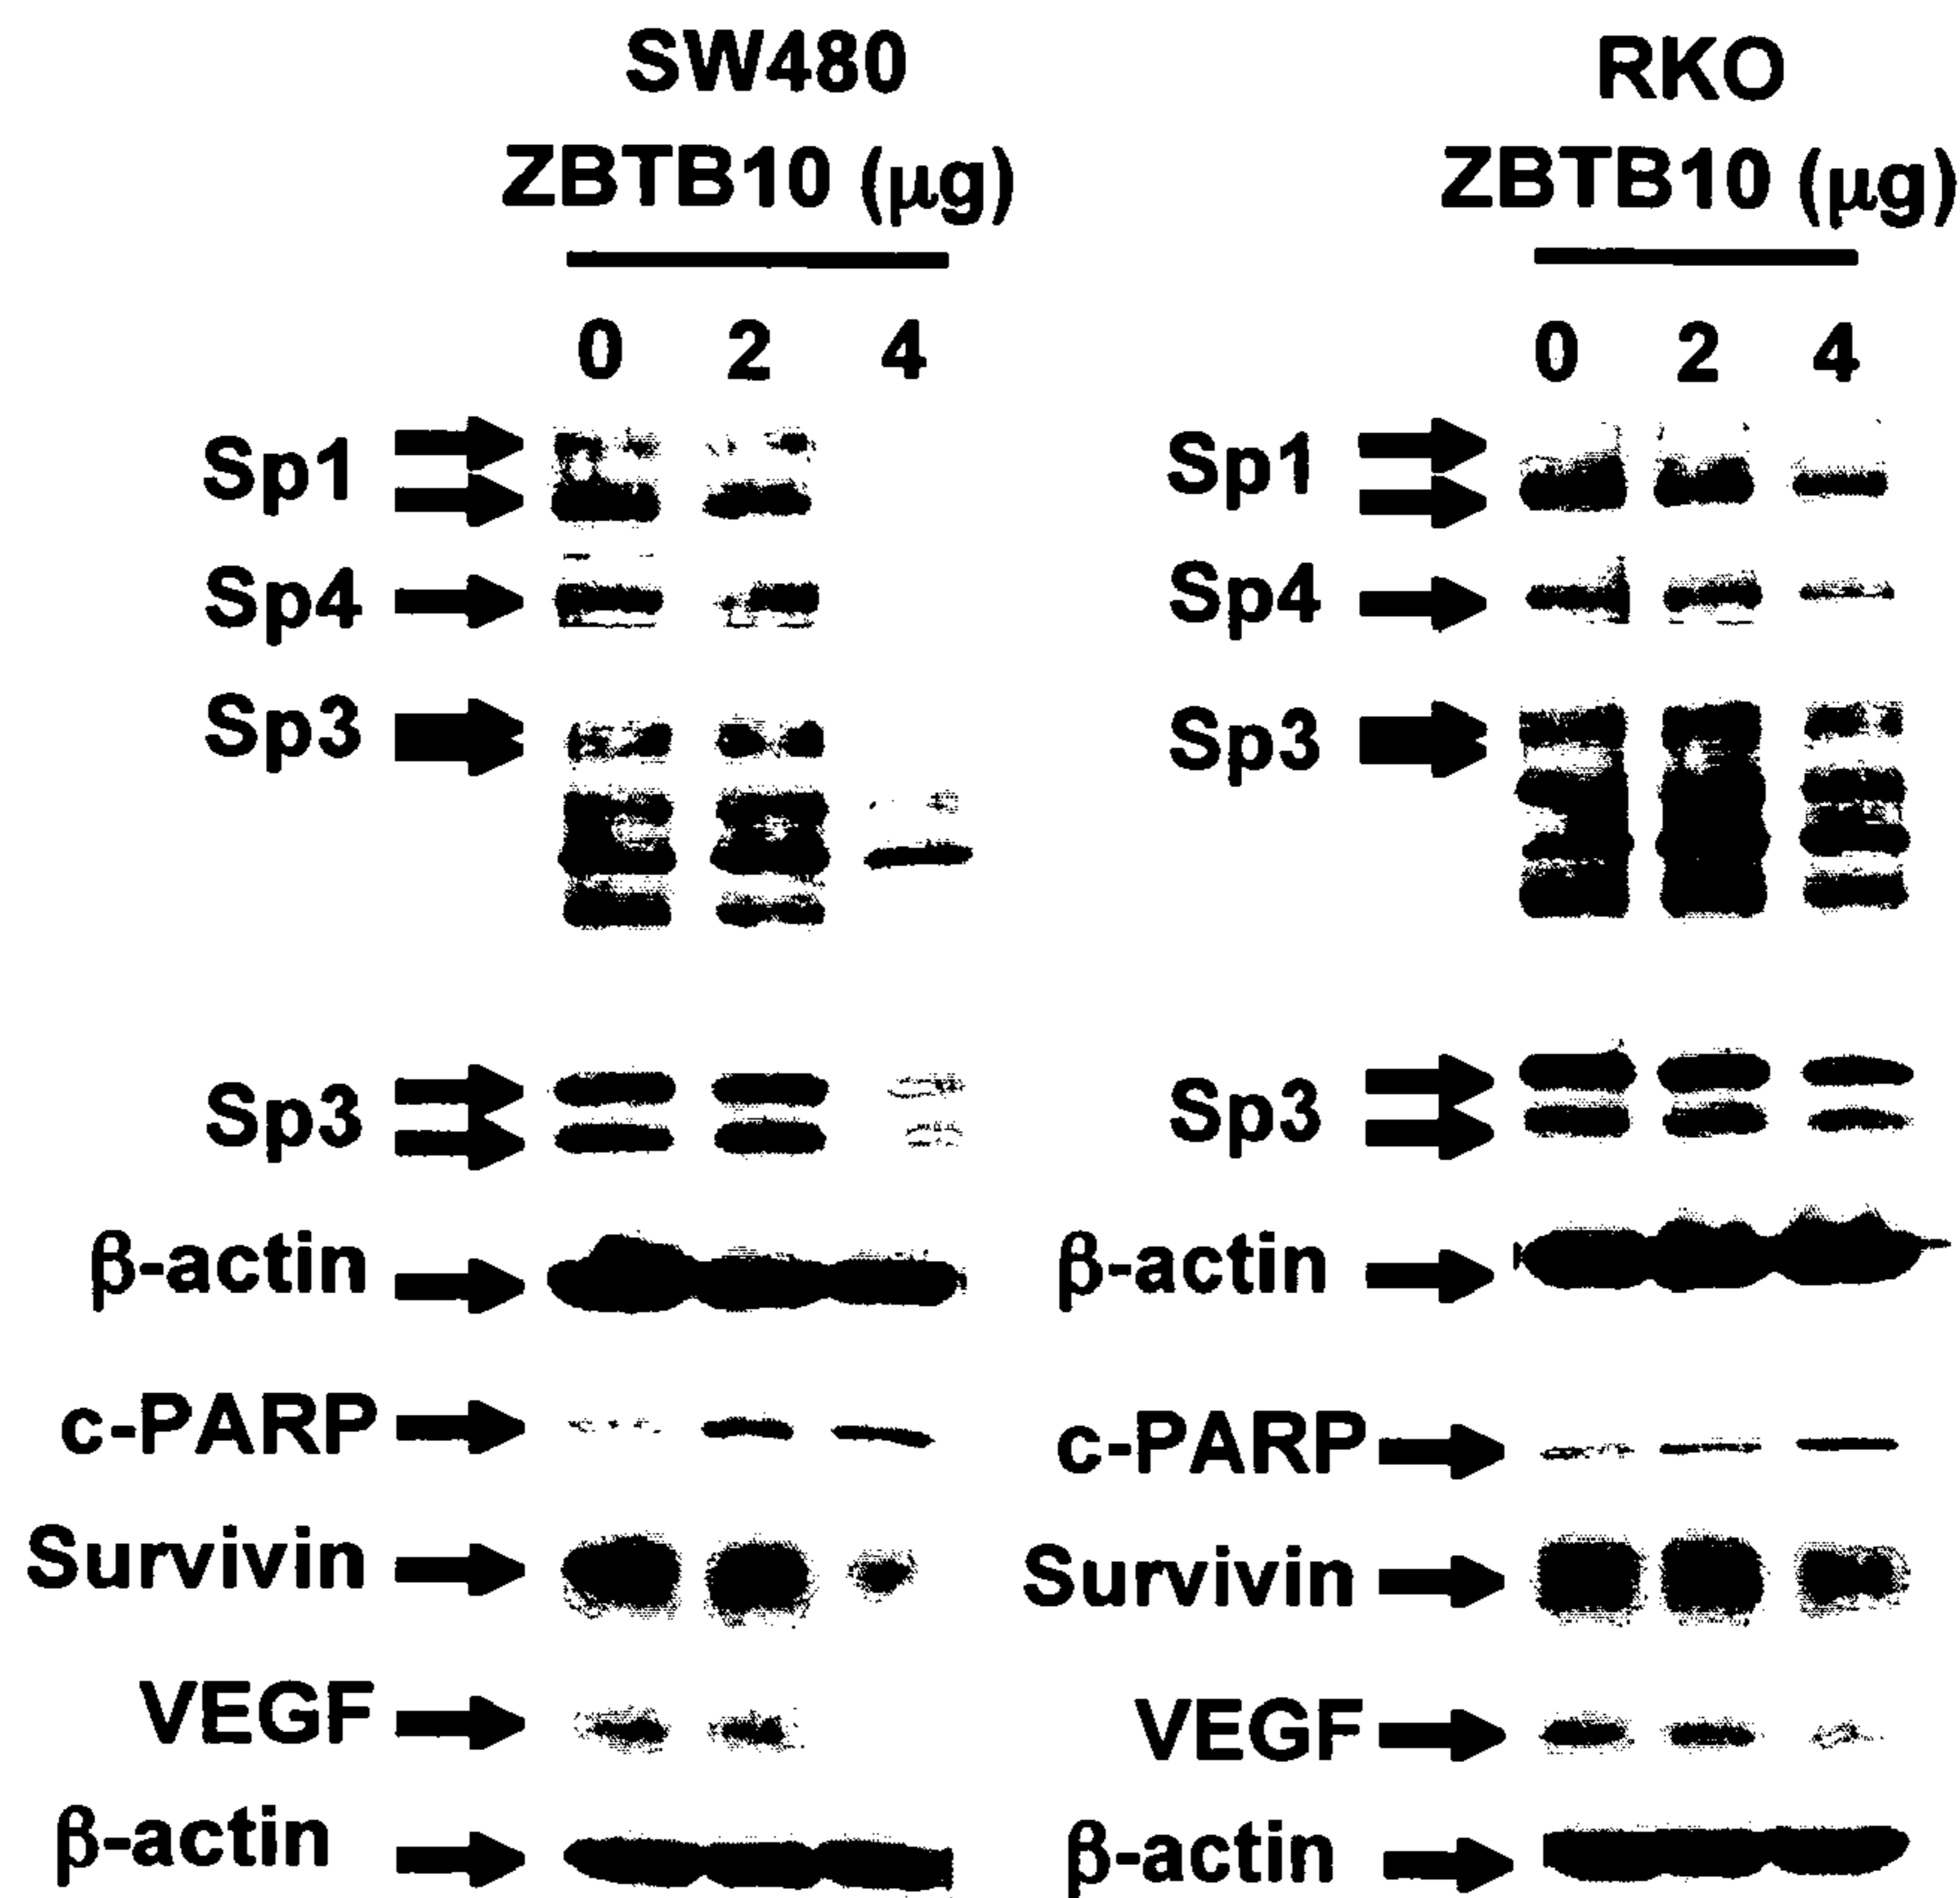 SW480
ZBTB10 (μg)
0 2 4
Sp1
Sp4
Sp3
Sp3
β-actin
c-PARP
Survivin
VEGF
β-actin
RKO
ZBTB10 (μg)
0 2 4
Sp1
Sp4
Sp3
Sp3
β-actin
c-PARP
Survivin
VEGF
β-actin